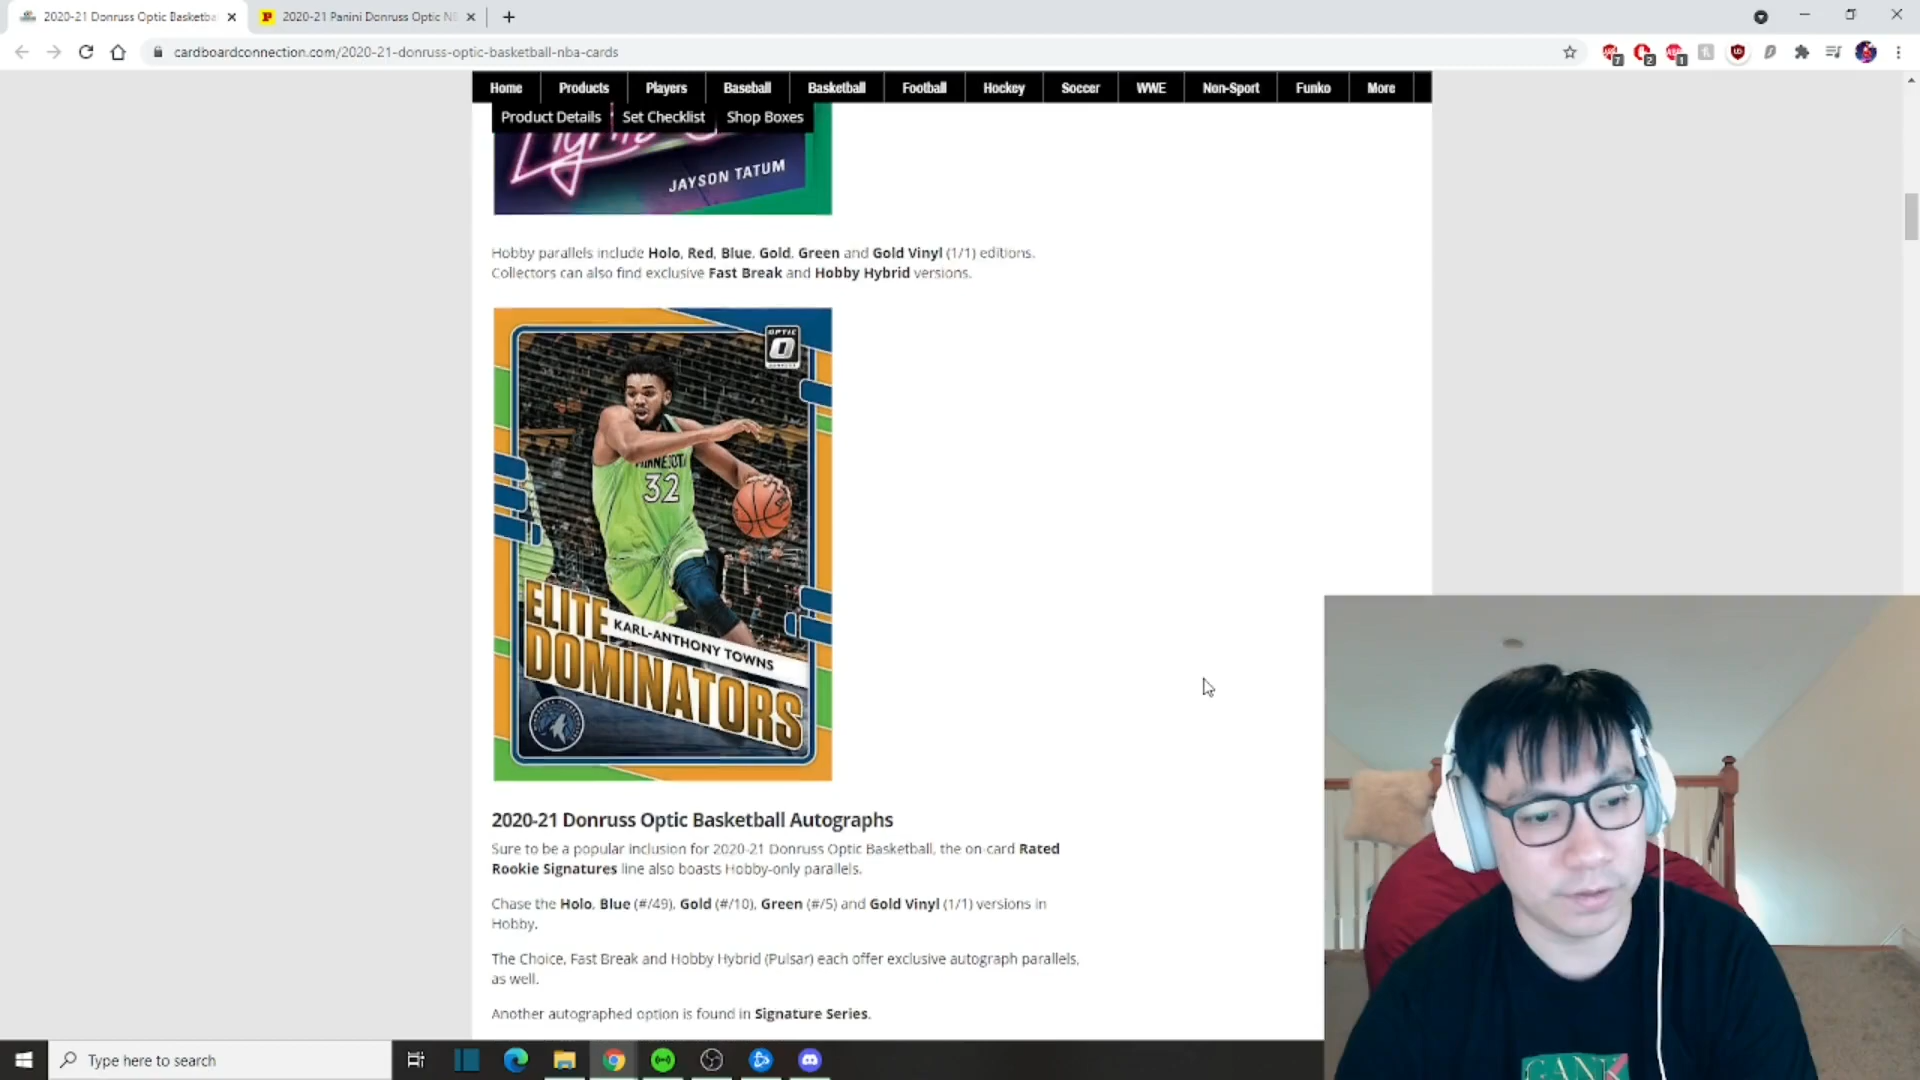 2020-21 Donruss Optic Basketba
2020-21 Panini Donruss Optic N
cardboardconnection.com/2020-21-donruss-optic-basketball-nba-cards
7
2
1
Home Products Players Baseball Basketball Football Hockey Soccer WWE Non-Sport Funko More
Product Details Set Checklist Shop Boxes
JAYSON TATUM
Hobby parallels include Holo, Red, Blue, Gold, Green and Gold Vinyl (1/1) editions.
Collectors can also find exclusive Fast Break and Hobby Hybrid versions.
OPTIC
O
MINNESOTA
32
ELITE
KARL-ANTHONY TOWNS
DOMINATORS
2020-21 Donruss Optic Basketball Autographs
Sure to be a popular inclusion for 2020-21 Donruss Optic Basketball, the on-card Rated
Rookie Signatures line also boasts Hobby-only parallels.
Chase the Holo, Blue (#/49), Gold (#/10), Green (#/5) and Gold Vinyl (1/1) versions in
Hobby.
The Choice, Fast Break and Hobby Hybrid (Pulsar) each offer exclusive autograph parallels,
as well.
Another autographed option is found in Signature Series.
Type here to search
GANK